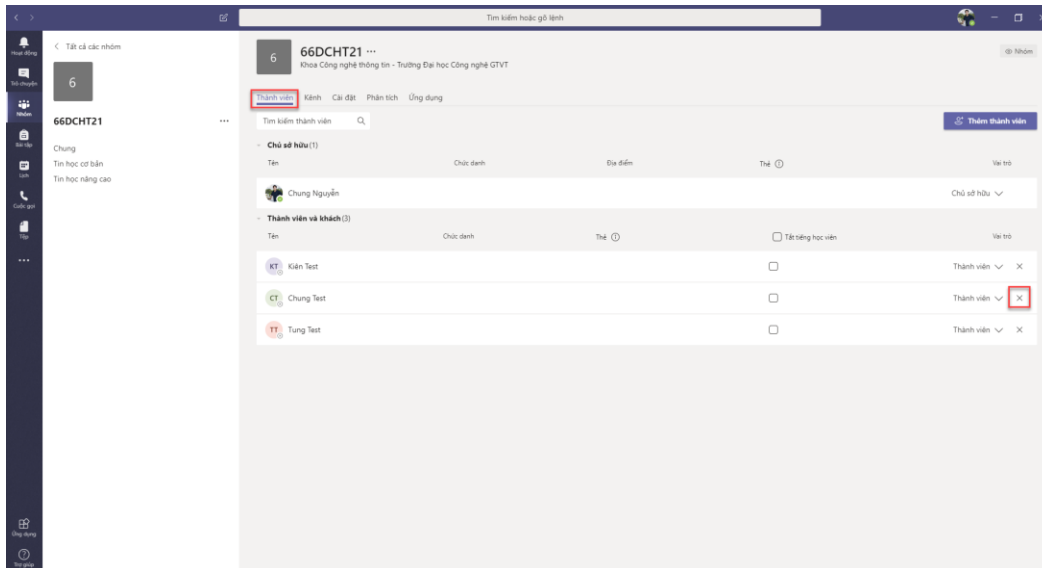 Tìm kiếm hoặc gõ lệnh
Hoạt động
Trò chuyện
Nhóm
Bài tập
Lịch
Cuộc gọi
Tệp
Ứng dụng
Trợ giúp
Tất cả các nhóm
6
66DCHT21
Chung
Tin học cơ bản
Tin học nâng cao
6
66DCHT21
Khoa Công nghệ thông tin - Trường Đại học Công nghệ GTVT
Nhóm
Thành viên Kênh Cài đặt Phân tích Ứng dụng
Tìm kiếm thành viên
Thêm thành viên
Chủ sở hữu (1)
Tên Chức danh Địa điểm Thẻ Vai trò
Chung Nguyễn Chủ sở hữu
Thành viên và khách (3)
Tên Chức danh Thẻ Tắt tiếng học viên Vai trò
KT Kiên Test Thành viên
CT Chung Test Thành viên
TT Tung Test Thành viên